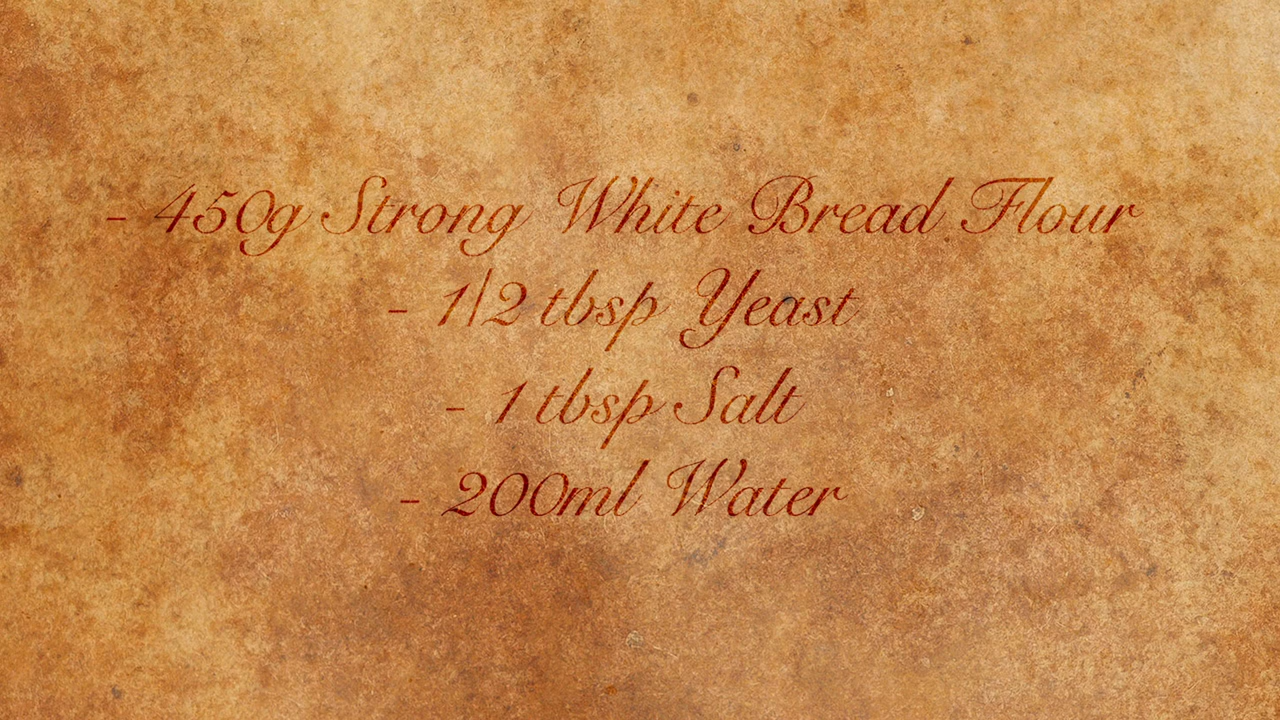 - 450g Strong White Bread Flour
- 1/2 tbsp Yeast
- 1 tbsp Salt
- 200ml Water